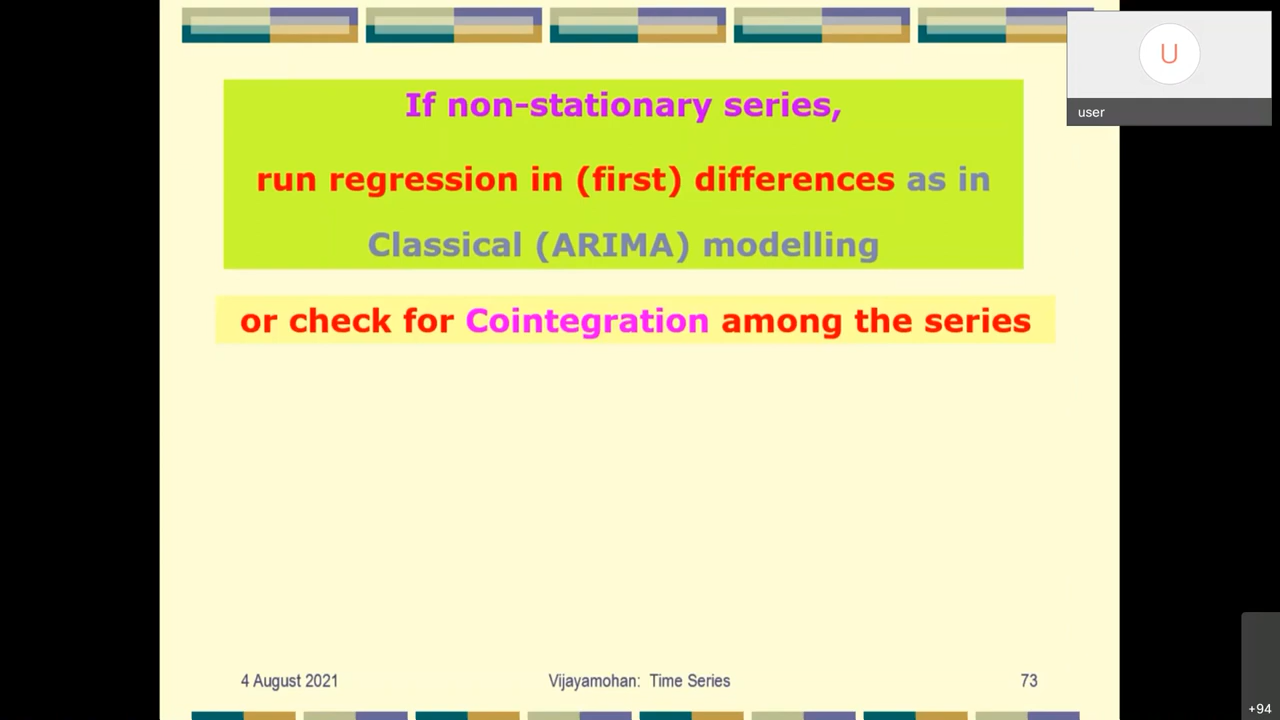 U
user
If non-stationary series,
run regression in (first) differences as in
Classical (ARIMA) modelling
or check for Cointegration among the series
4 August 2021
Vijayamohan: Time Series
73
+94